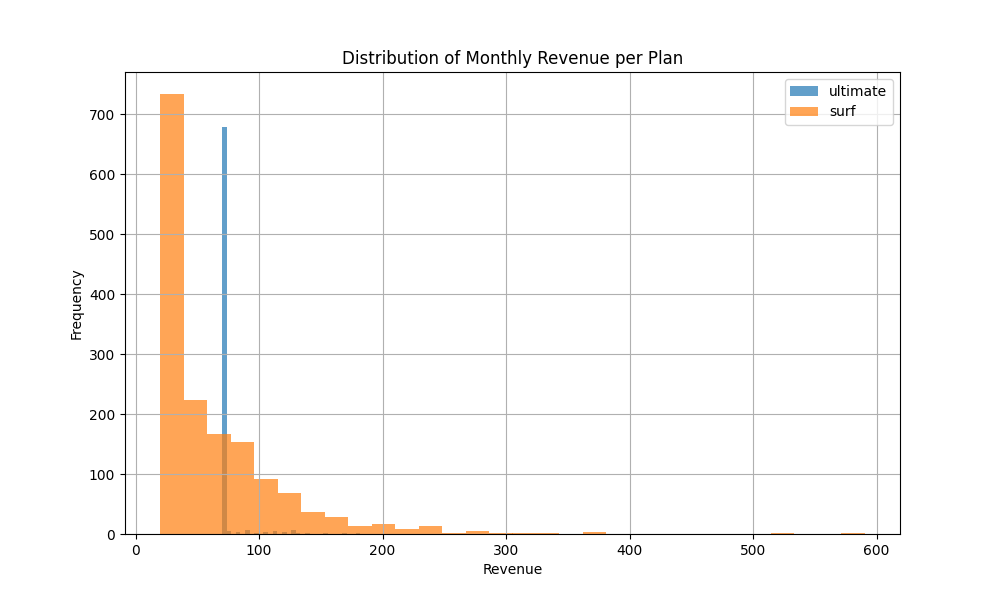 Distribution of Monthly Revenue per Plan
ultimate
surf
700
600
500
400
300
200
100
0
Frequency
0 100 200 300 400 500 600
Revenue